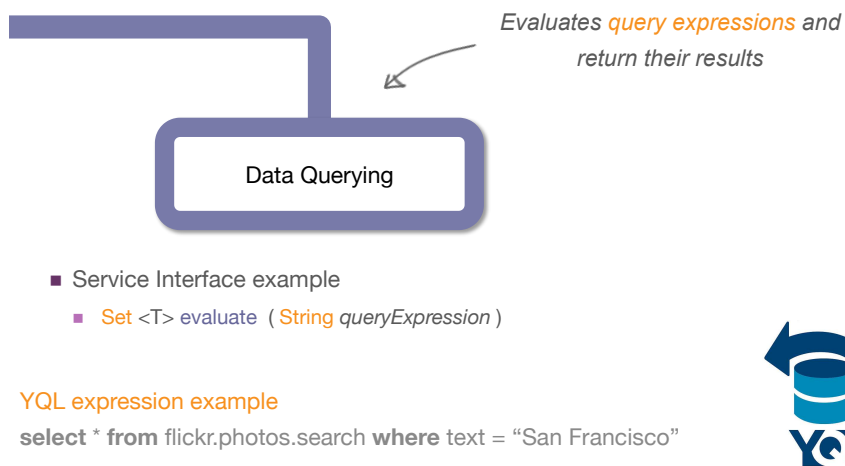 Evaluates query expressions and
return their results
Data Querying
Service Interface example
Set <T> evaluate ( String queryExpression )
YQL expression example
select * from flickr.photos.search where text = “San Francisco”